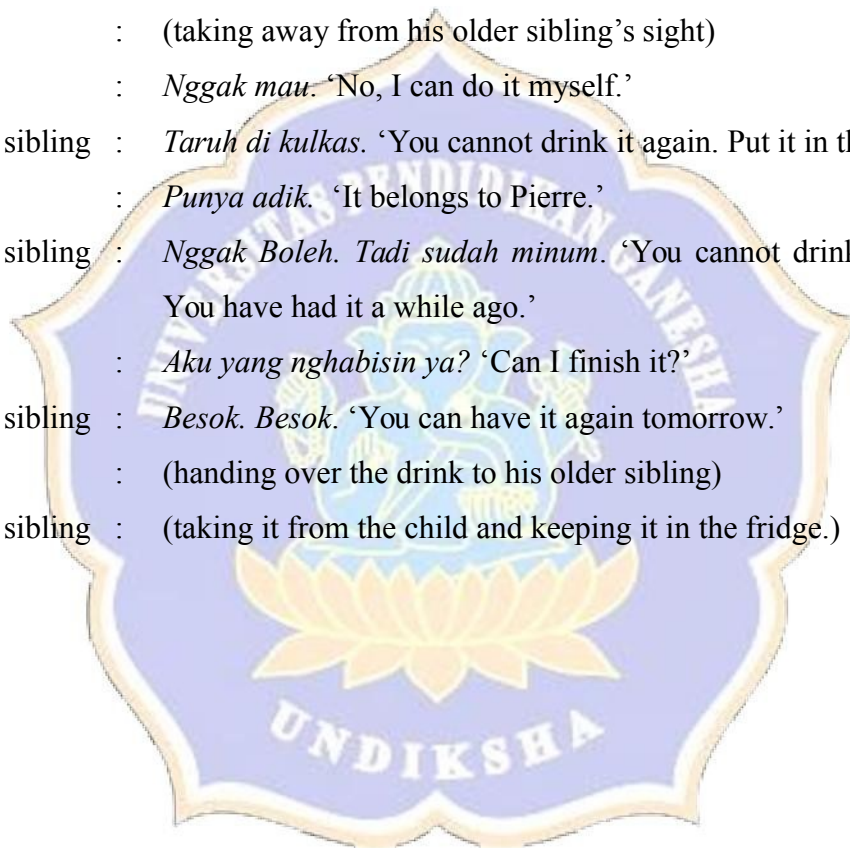 : (taking away from his older sibling’s sight)
: Nggak mau. ‘No, I can do it myself.’
sibling : Taruh di kulkas. ‘You cannot drink it again. Put it in th
: Punya adik. ‘It belongs to Pierre.’
sibling : Nggak Boleh. Tadi sudah minum. ‘You cannot drink
You have had it a while ago.’
: Aku yang nghabisin ya? ‘Can I finish it?’
sibling : Besok. Besok. ‘You can have it again tomorrow.’
: (handing over the drink to his older sibling)
sibling : (taking it from the child and keeping it in the fridge.)
UNIVERSITAS PENDIDIKAN GANESHA
UNDIKSHA